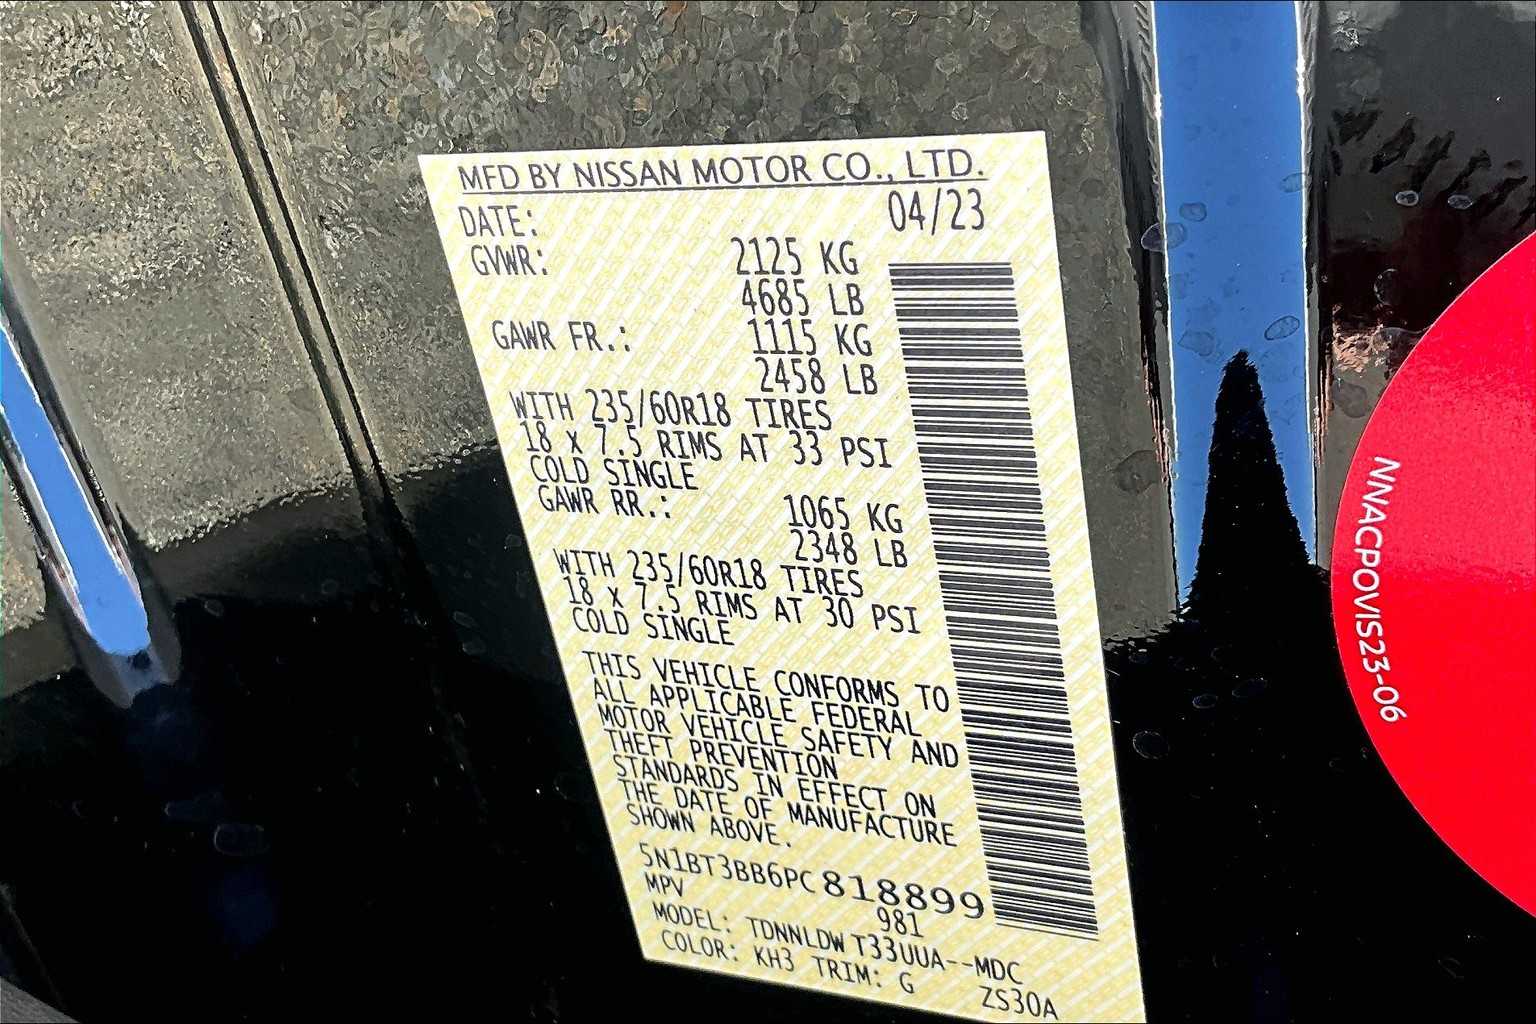 MFD BY NISSAN MOTOR CO., LTD.
DATE: 04/23
GVWR: 2125 KG
4685 LB
GAWR FR.: 1115 KG
2458 LB
WITH 235/60R18 TIRES
18 X 7.5 RIMS AT 33 PSI
COLD SINGLE
GAWR RR.: 1065 KG
2348 LB
WITH 235/60R18 TIRES
18 X 7.5 RIMS AT 30 PSI
COLD SINGLE
THIS VEHICLE CONFORMS TO
ALL APPLICABLE FEDERAL
MOTOR VEHICLE SAFETY AND
THEFT PREVENTION
STANDARDS IN EFFECT ON
THE DATE OF MANUFACTURE
SHOWN ABOVE.
5N1BT3BB6PC818899
MPV 981
MODEL: TDNNLDWT33UUA--MDC
COLOR: KH3 TRIM: G ZS30A
NNACPOVIS23-06